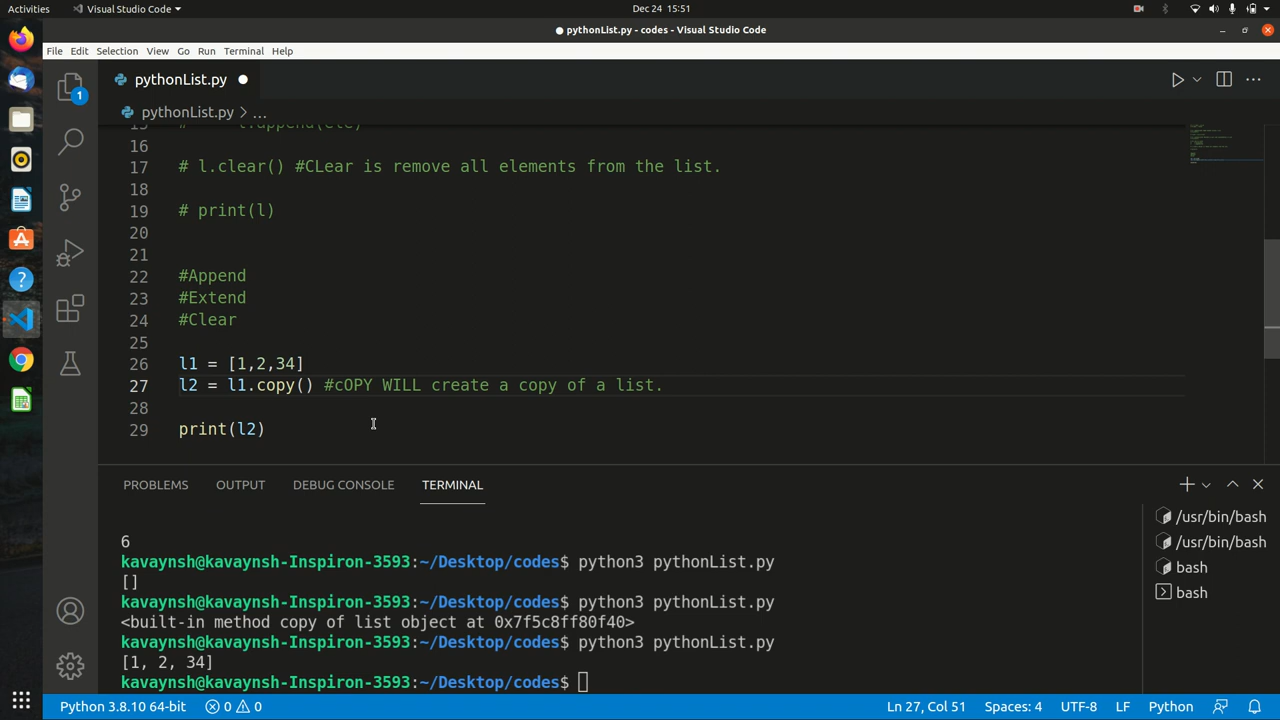 Activities
Visual Studio Code
Dec 24 15:51
pythonList.py - codes - Visual Studio Code
File Edit Selection View Go Run Terminal Help
1
pythonList.py
pythonList.py > ...
16
17 # l.clear() #CLear is remove all elements from the list.
18
19 # print(l)
20
21
22 #Append
23 #Extend
24 #Clear
25
26 l1 = [1,2,34]
27 l2 = l1.copy() #cOPY WILL create a copy of a list.
28
29 print(l2)
PROBLEMS OUTPUT DEBUG CONSOLE TERMINAL
6
kavaynsh@kavaynsh-Inspiron-3593:~/Desktop/codes$ python3 pythonList.py
[]
kavaynsh@kavaynsh-Inspiron-3593:~/Desktop/codes$ python3 pythonList.py
<built-in method copy of list object at 0x7f5c8ff80f40>
kavaynsh@kavaynsh-Inspiron-3593:~/Desktop/codes$ python3 pythonList.py
[1, 2, 34]
kavaynsh@kavaynsh-Inspiron-3593:~/Desktop/codes$
/usr/bin/bash
/usr/bin/bash
bash
bash
Python 3.8.10 64-bit 0 0 Ln 27, Col 51 Spaces: 4 UTF-8 LF Python